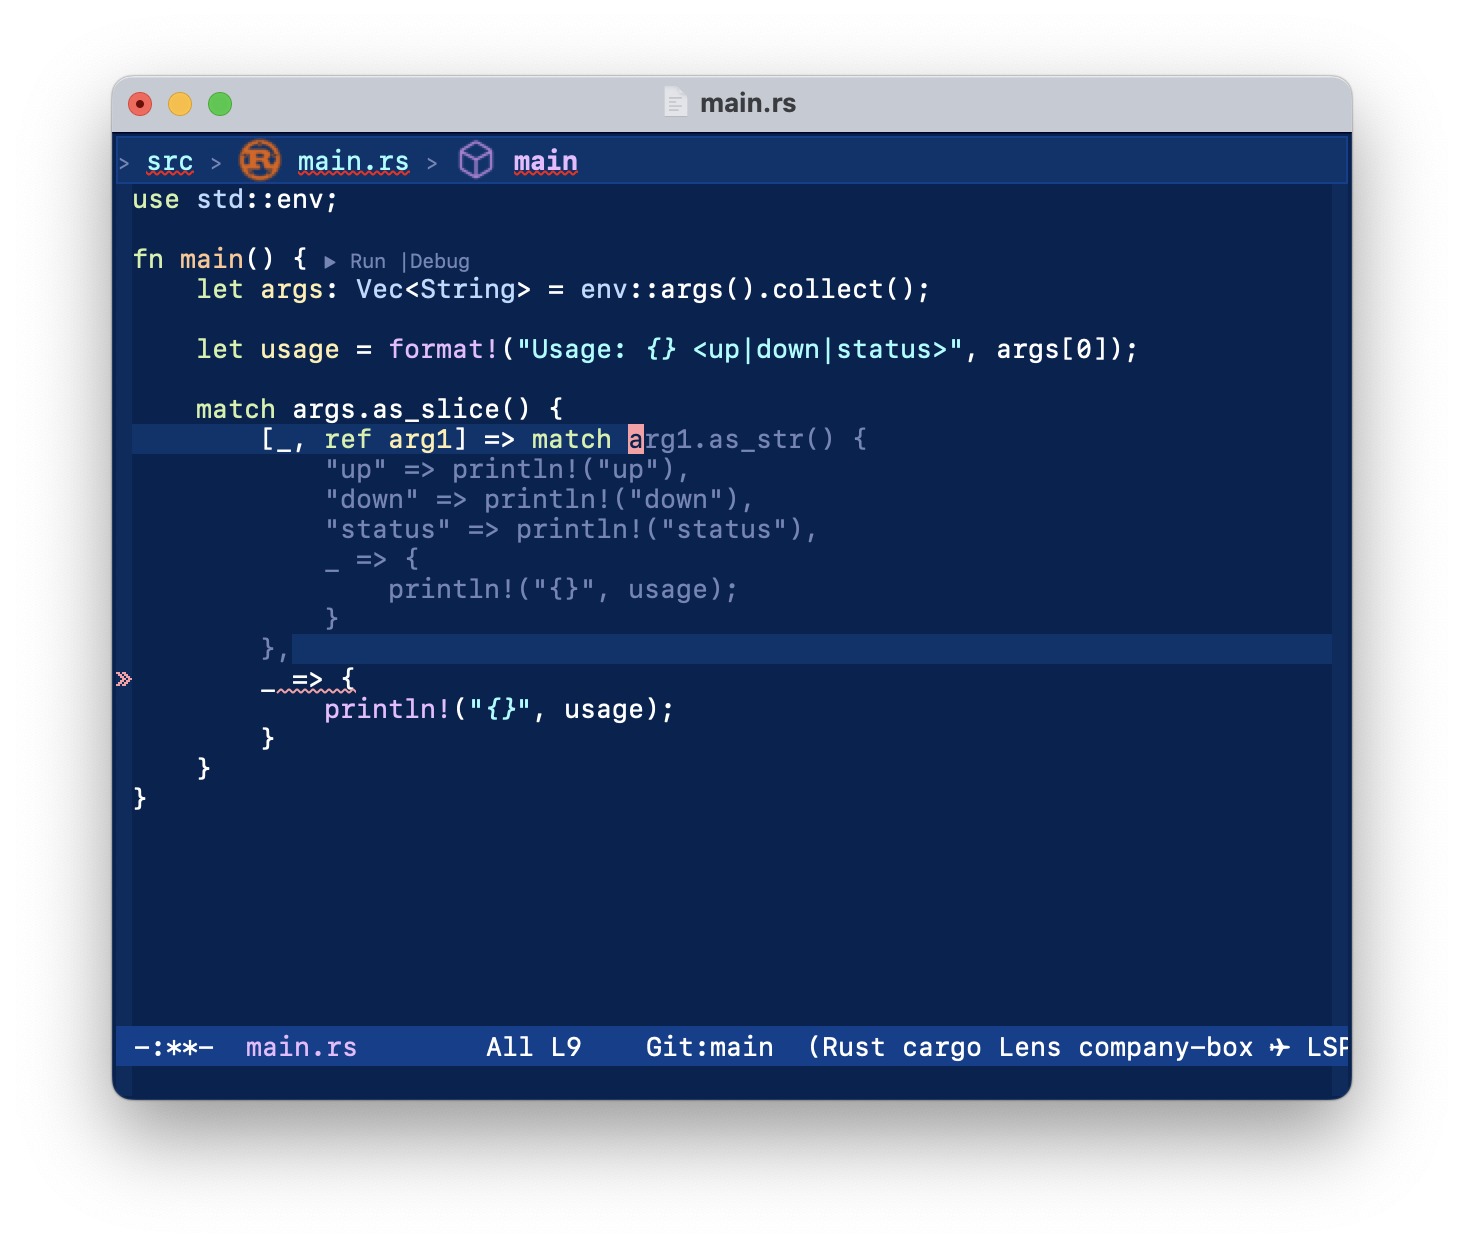 main.rs
> src > main.rs > main
use std::env;
fn main() { ▶ Run |Debug
    let args: Vec<String> = env::args().collect();
    let usage = format!("Usage: {} <up|down|status>", args[0]);
    match args.as_slice() {
        [_, ref arg1] => match arg1.as_str() {
            "up" => println!("up"),
            "down" => println!("down"),
            "status" => println!("status"),
            _ => {
                println!("{}", usage);
            }
        },
»       _ => {
            println!("{}", usage);
        }
    }
}
-:**-  main.rs        All L9    Git:main  (Rust cargo Lens company-box ✈ LSP